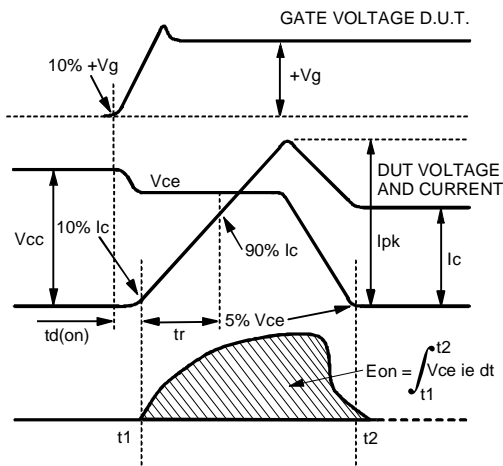 GATE VOLTAGE D.U.T.
10% +Vg
+Vg
Vce
DUT VOLTAGE
AND CURRENT
Vcc
10% Ic
90% Ic
Ipk
Ic
td(on)
tr
5% Vce
Eon = ∫ Vce ie dt
t2
t1
t1
t2